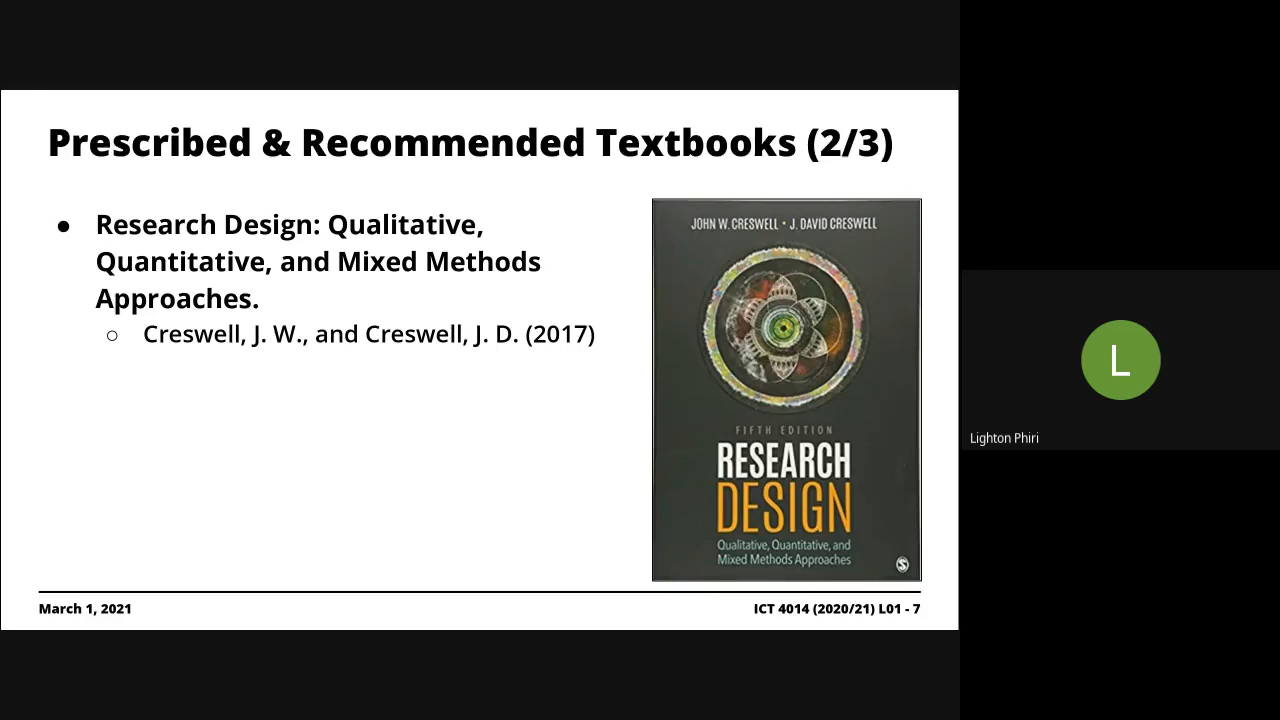 Prescribed & Recommended Textbooks (2/3)
● Research Design: Qualitative,
Quantitative, and Mixed Methods
Approaches.
○ Creswell, J. W., and Creswell, J. D. (2017)
JOHN W. CRESWELL • J. DAVID CRESWELL
FIFTH EDITION
RESEARCH
DESIGN
Qualitative, Quantitative, and
Mixed Methods Approaches
S
March 1, 2021
ICT 4014 (2020/21) L01 - 7
L
Lighton Phiri